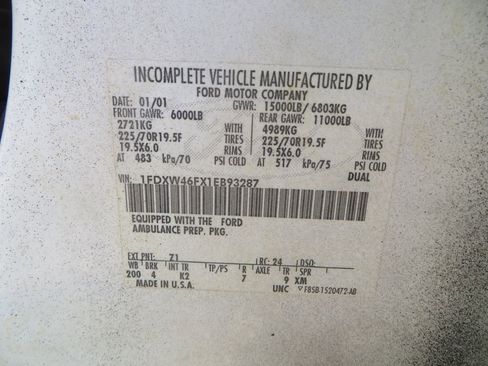 INCOMPLETE VEHICLE MANUFACTURED BY
FORD MOTOR COMPANY
DATE: 01/01 GVWR: 15000LB/ 6803KG
FRONT GAWR: 6000LB REAR GAWR: 11000LB
2721KG WITH 4989KG WITH
225/70R19.5F TIRES 225/70R19.5F TIRES
19.5X6.0 RIMS 19.5X6.0 RIMS
AT 483 kPa/70 PSI COLD AT 517 kPa/75 PSI COLD
DUAL
1FDXW46FX1EB93287
EQUIPPED WITH THE FORD
AMBULANCE PREP. PKG.
EXT PNT: Z1 RC: 24 DSO:
WB BRK INT TR TP/PS R AXLE TR SPR
200 4 K2 7 9 XM
MADE IN U.S.A. UNC F85B-1520472-AB